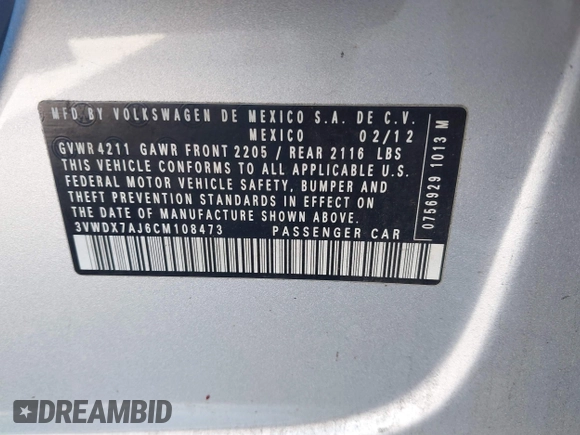 MFD.BY VOLKSWAGEN DE MEXICO S.A. DE C.V.
MEXICO 02/12
GVWR 4211 GAWR FRONT 2205 / REAR 2116 LBS
THIS VEHICLE CONFORMS TO ALL APPLICABLE U.S.
FEDERAL MOTOR VEHICLE SAFETY, BUMPER AND
THEFT PREVENTION STANDARDS IN EFFECT ON
THE DATE OF MANUFACTURE SHOWN ABOVE
3VWDX7AJ6CM108473 PASSENGER CAR
0756929 1013 M
DREAMBID